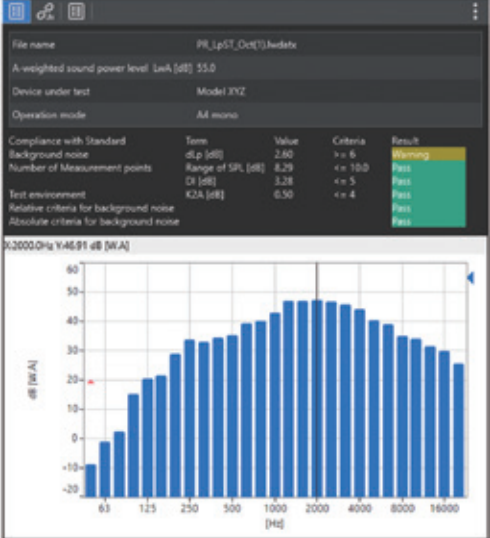 File name PR_LpST_Oct(1).lwdatx
A-weighted sound power level LwA [dB] 55.0
Device under test Model XYZ
Operation mode A4 mono
Compliance with Standard Term Value Criteria Result
Background noise dLp [dB] 2.60 >= 6 Warning
Number of Measurement points Range of SPL [dB] 8.29 <= 10.0 Pass
DI [dB] 3.28 <= 5 Pass
Test environment K2A [dB] 0.50 <= 4 Pass
Relative criteria for background noise Pass
Absolute criteria for background noise Pass
X:2000.0Hz Y:46.91 dB [W.A]
60
50
40
30
20
10
0
-10
-20
dB [W.A]
63 125 250 500 1000 2000 4000 8000 16000
[Hz]